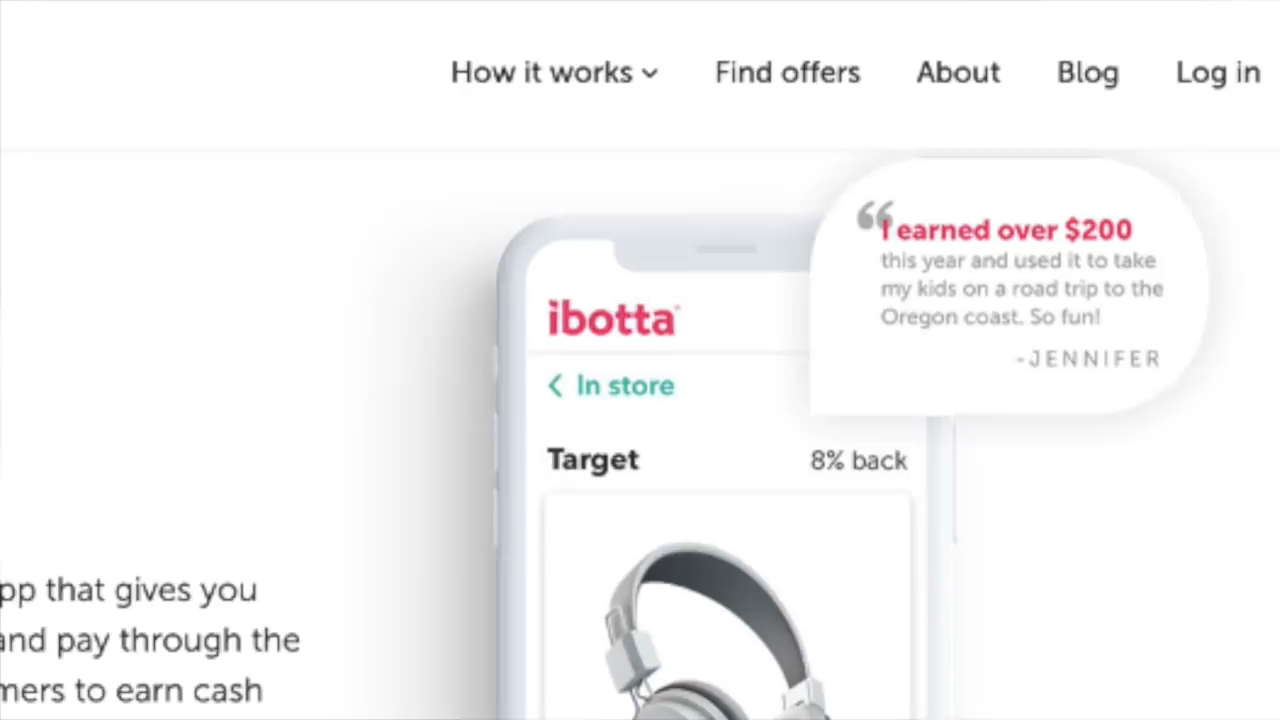 How it works
Find offers
About
Blog
Log in
“I earned over $200
this year and used it to take
my kids on a road trip to the
Oregon coast. So fun!
-JENNIFER
ibotta
In store
Target
8% back
pp that gives you
and pay through the
mers to earn cash